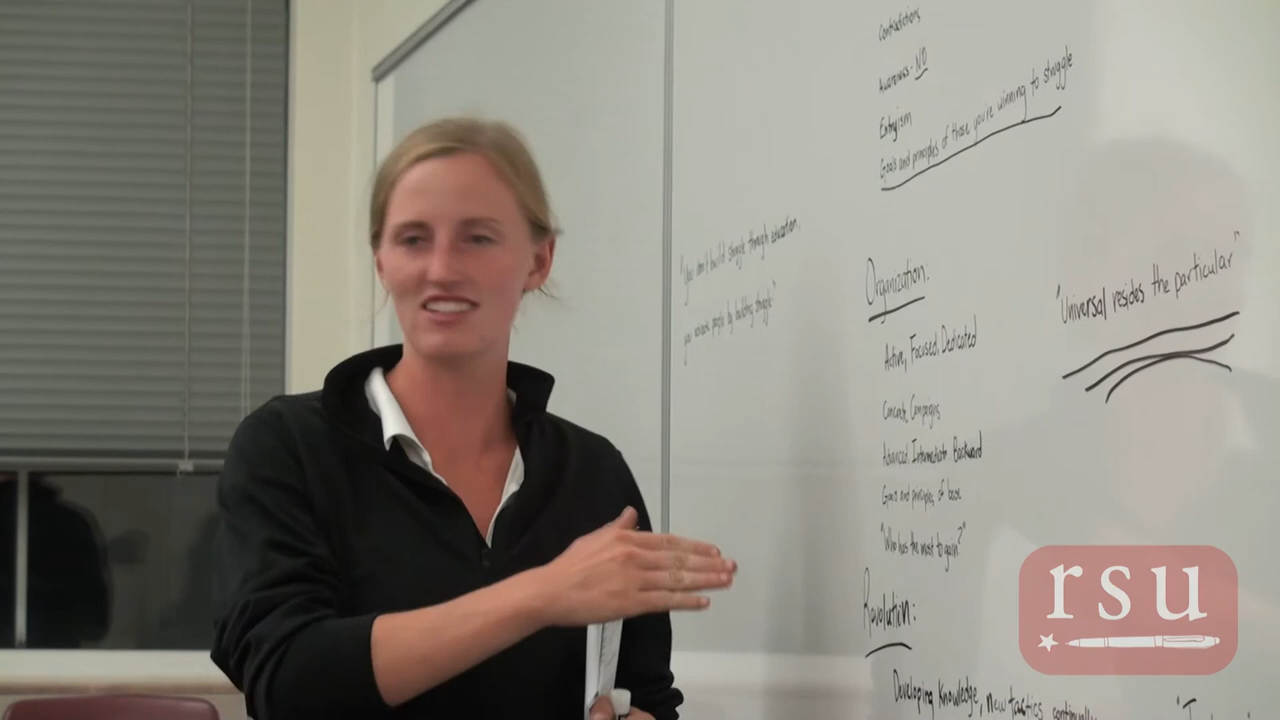 Contradictions
Awareness - NO
Entryism
Goals and principles of those you're winning to struggle
"You don't build struggle through education,
you educate people by building struggle"
Organization:
"Universal resides the particular"
Active, Focused, Dedicated
Concrete Campaigns
Advanced Intermediate Backward
Goals and principles of base
"Who has the most to gain?"
Revolution:
Developing Knowledge, new tactics continually
rsu